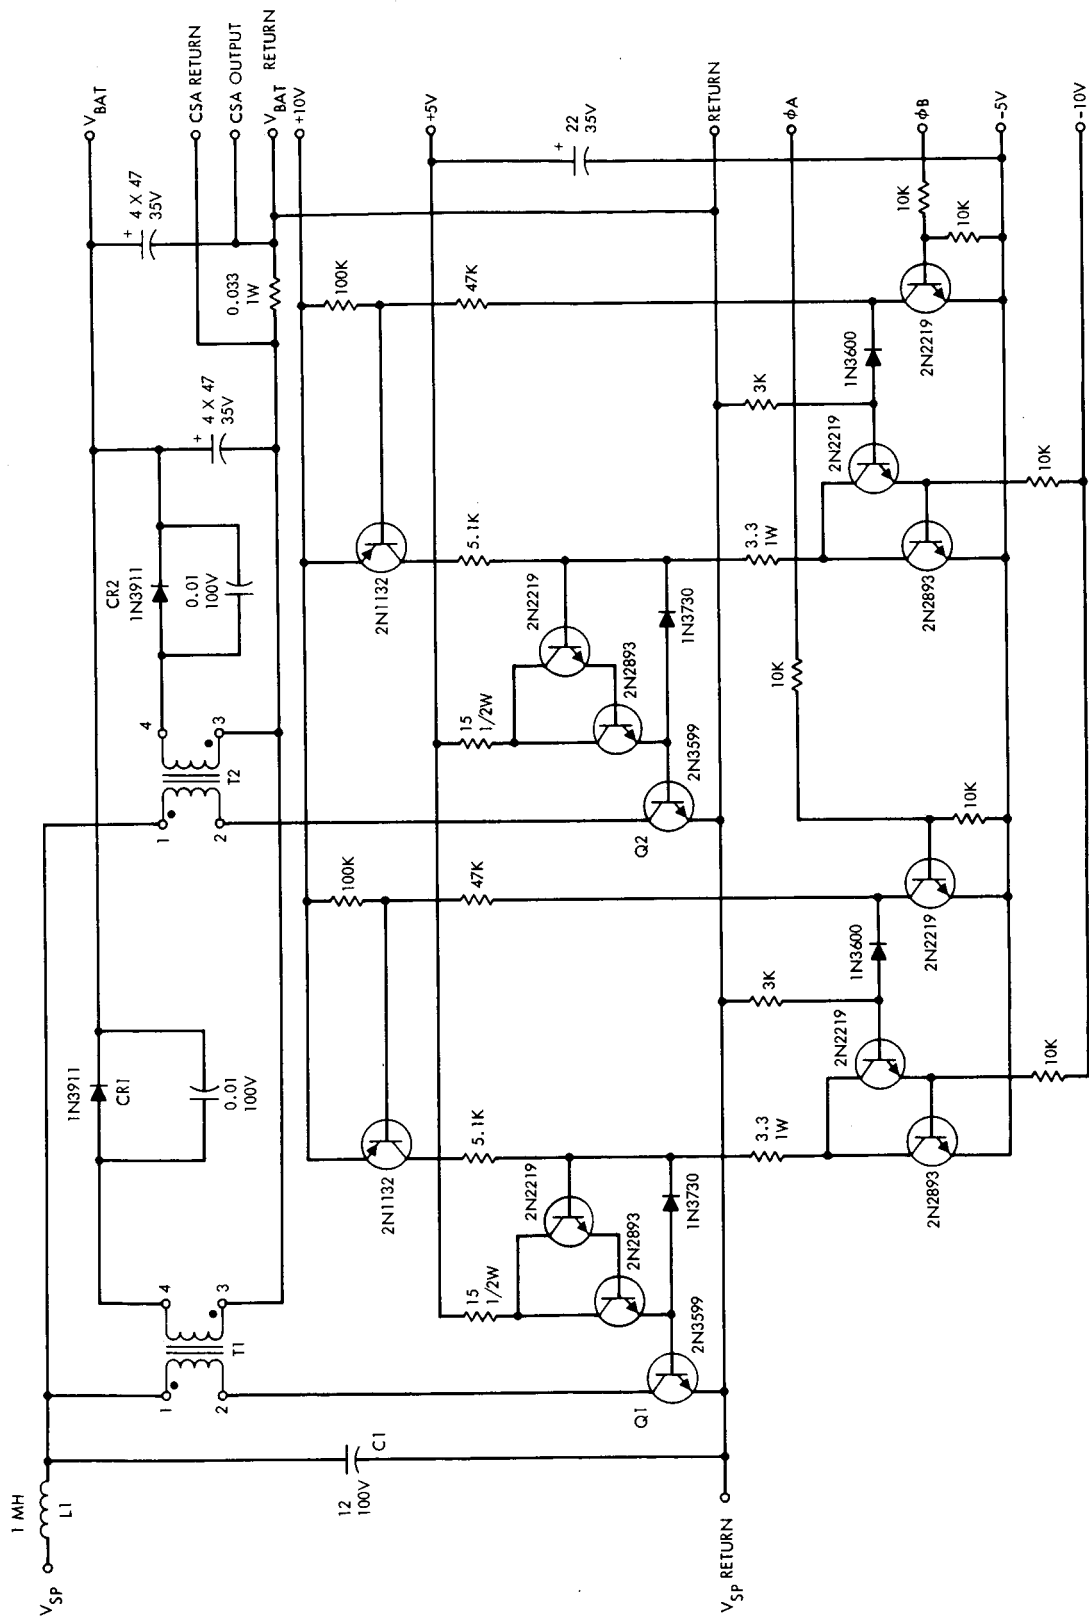 VSP
1 MH
L1
12
100V
C1
VSP RETURN
1
2
4
3
T1
1N3911
CR1
0.01
100V
Q1
2N3599
15
1/2W
2N2219
2N2893
1N3730
2N1132
5.1K
100K
47K
3.3
1W
2N2893
2N2219
3K
1N3600
10K
2N2219
10K
10K
1
2
4
3
T2
CR2
1N3911
0.01
100V
Q2
2N3599
15
1/2W
2N2219
2N2893
1N3730
2N1132
5.1K
100K
47K
3.3
1W
2N2893
2N2219
3K
1N3600
10K
2N2219
10K
10K
+ 4 X 47
35V
0.033
1W
+ 4 X 47
35V
+ 22
35V
VBAT
CSA RETURN
CSA OUTPUT
VBAT RETURN
+10V
+5V
RETURN
ϕA
ϕB
-5V
-10V